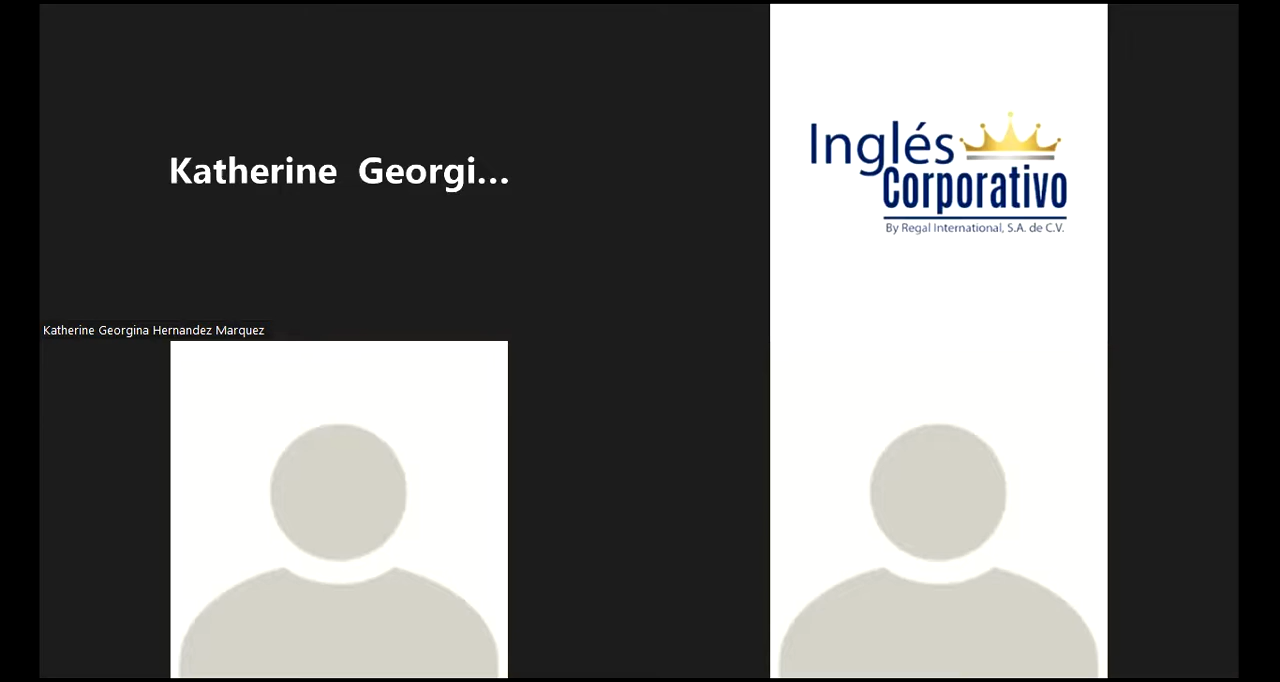 Katherine Georgi...
Inglés
Corporativo
By Regal International, S.A. de C.V.
Katherine Georgina Hernandez Marquez